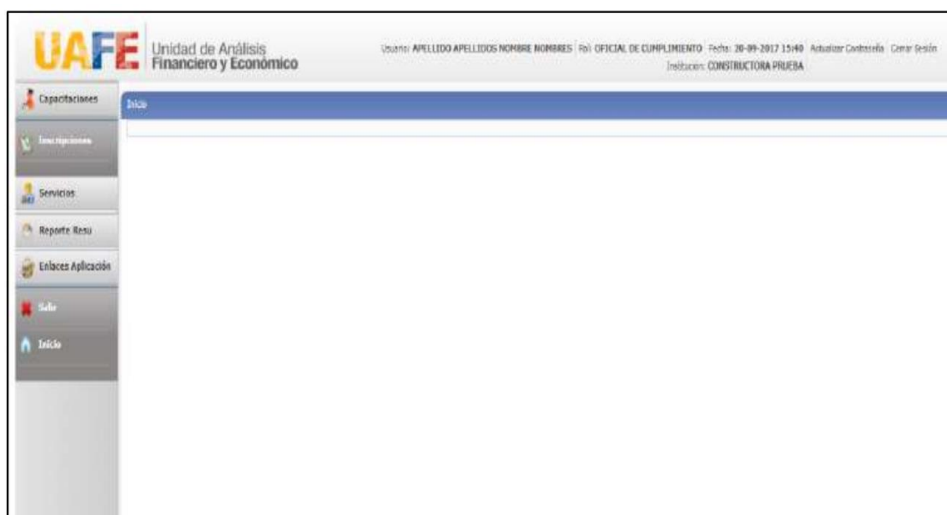 UAFE
Unidad de Análisis
Financiero y Económico
Usuario: APELLIDO APELLIDOS NOMBRE NOMBRES Rol: OFICIAL DE CUMPLIMIENTO Fecha: 20-09-2017 15:40 Actualizar Contraseña Cerrar Sesión
Institución: CONSTRUCTORA PRUEBA
Capacitaciones
Inicio
Inscripciones
Servicios
Reporte Resu
Enlaces Aplicación
Salir
Inicio